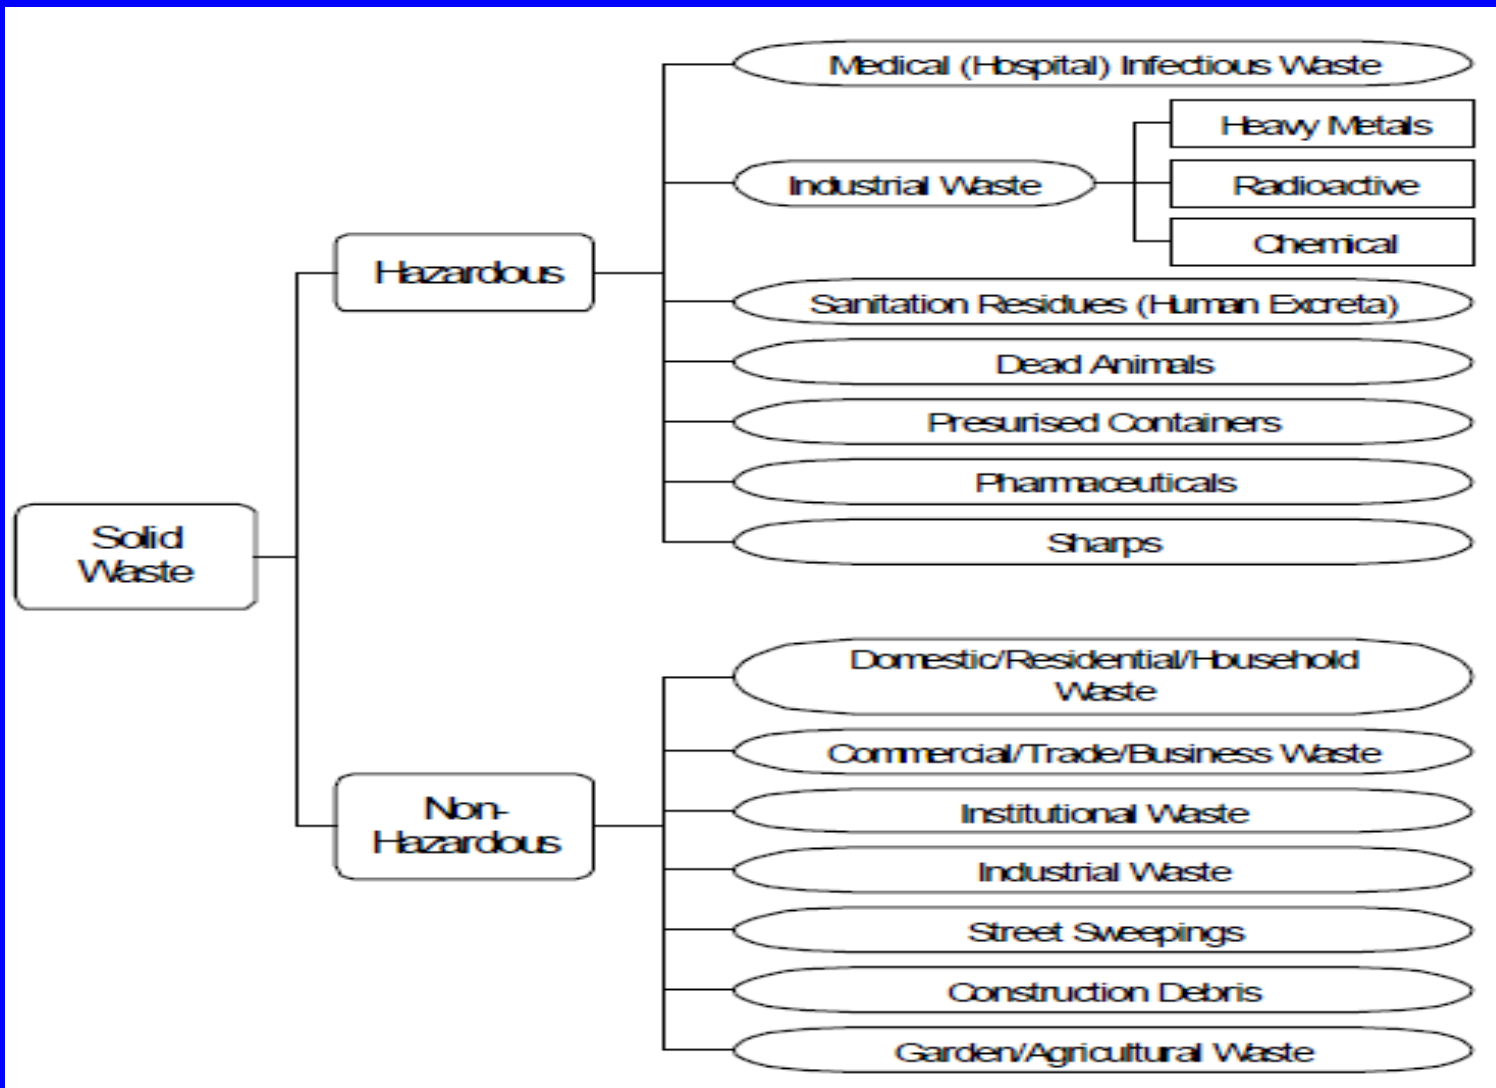 Medical (Hospital) Infectious Waste
Heavy Metals
Industrial Waste
Radioactive
Chemical
Hazardous
Sanitation Residues (Human Excreta)
Dead Animals
Presurised Containers
Pharmaceuticals
Sharps
Solid
Waste
Domestic/Residential/Household
Waste
Commercial/Trade/Business Waste
Non-
Hazardous
Institutional Waste
Industrial Waste
Street Sweepings
Construction Debris
Garden/Agricultural Waste